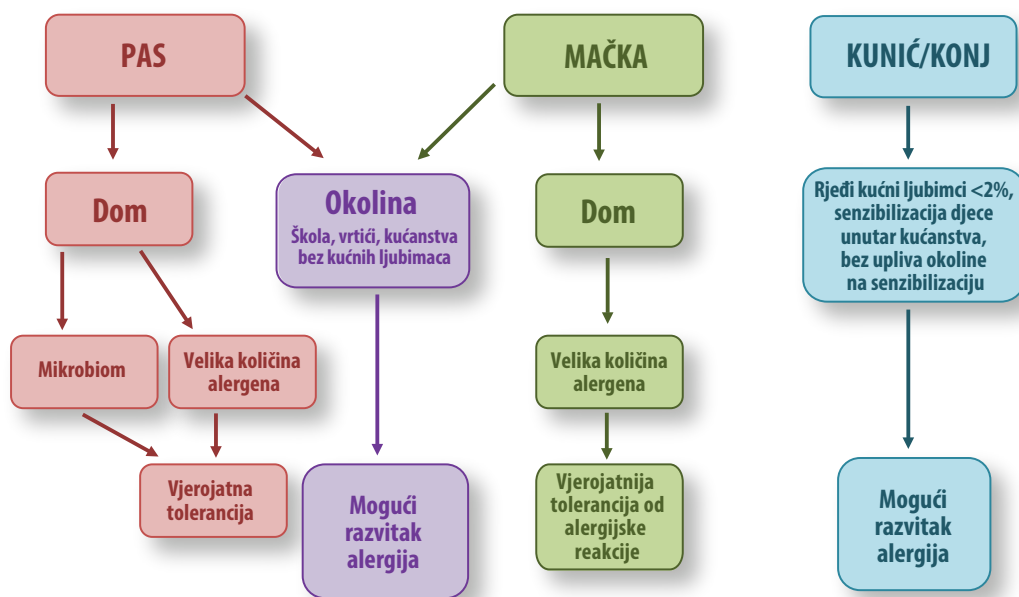 PAS
MAČKA
KUNIĆ/KONJ
Dom
Okolina
Škola, vrtići, kućanstva
bez kućnih ljubimaca
Dom
Rjeđi kućni ljubimci <2%,
senzibilizacija djece
unutar kućanstva,
bez upliva okoline
na senzibilizaciju
Mikrobiom
Velika količina
alergena
Velika količina
alergena
Vjerojatna
tolerancija
Mogući
razvitak
alergija
Vjerojatnija
tolerancija od
alergijske
reakcije
Mogući
razvitak
alergija